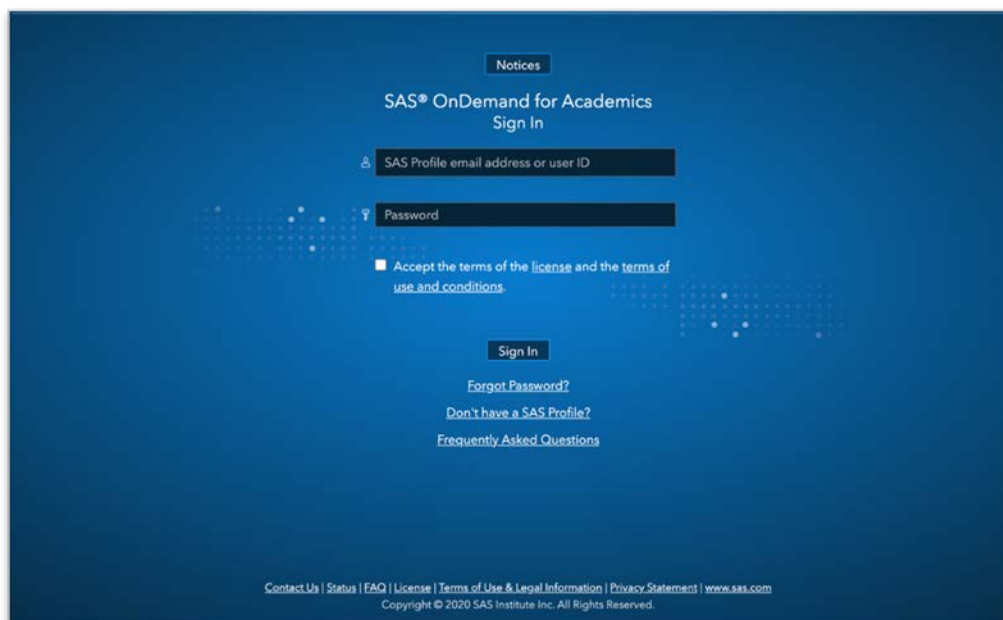 Notices
SAS® OnDemand for Academics
Sign In
SAS Profile email address or user ID
Password
Accept the terms of the license and the terms of
use and conditions.
Sign In
Forgot Password?
Don't have a SAS Profile?
Frequently Asked Questions
Contact Us | Status | FAQ | License | Terms of Use & Legal Information | Privacy Statement | www.sas.com
Copyright © 2020 SAS Institute Inc. All Rights Reserved.